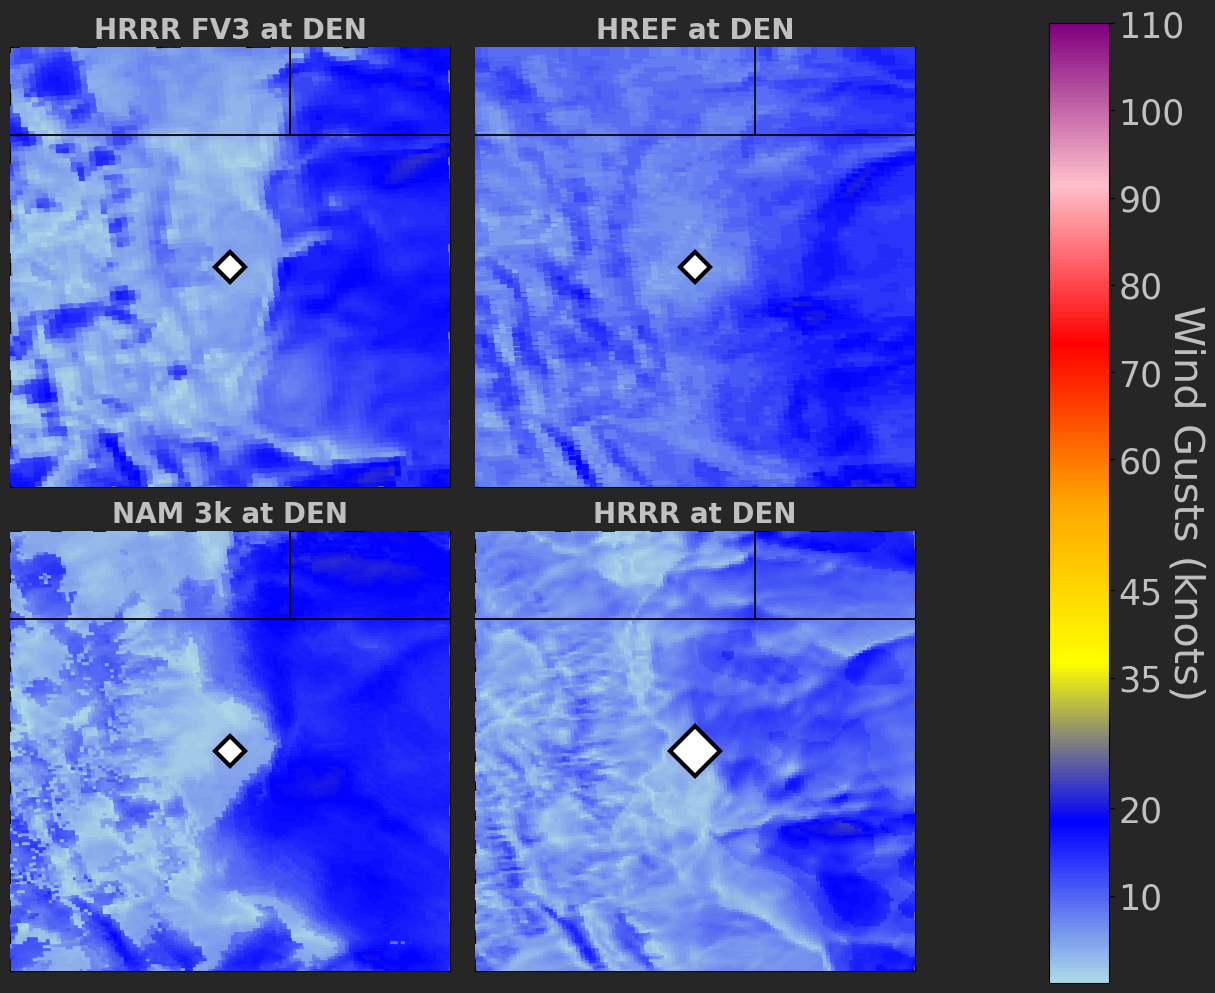 HRRR FV3 at DEN
HREF at DEN
NAM 3k at DEN
HRRR at DEN
110
100
90
80
70
60
45
35
20
10
Wind Gusts (knots)